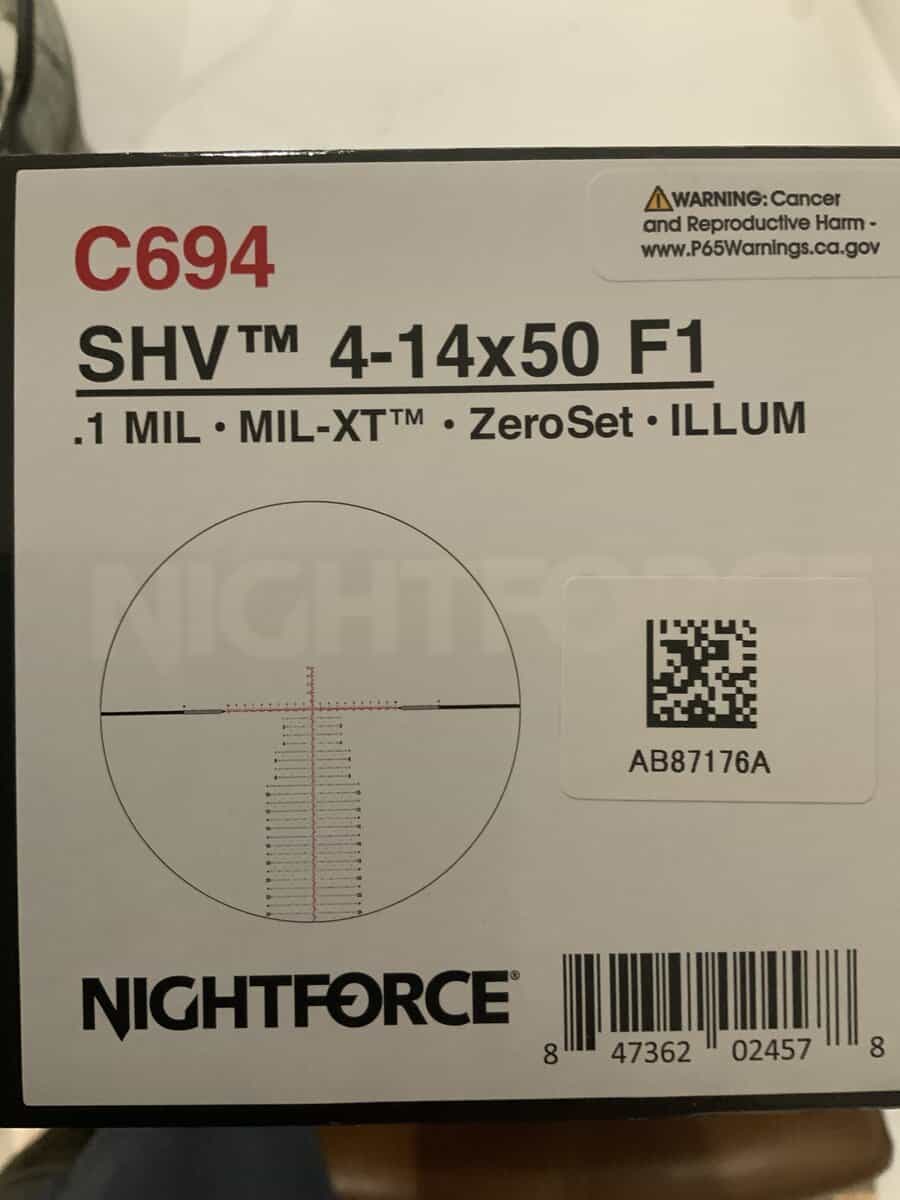 ⚠WARNING: Cancer
and Reproductive Harm -
www.P65Warnings.ca.gov
C694
SHV™ 4-14x50 F1
.1 MIL • MIL-XT™ • ZeroSet • ILLUM
NIGHTFORCE
AB87176A
NIGHTFORCE®
8 47362 02457 8